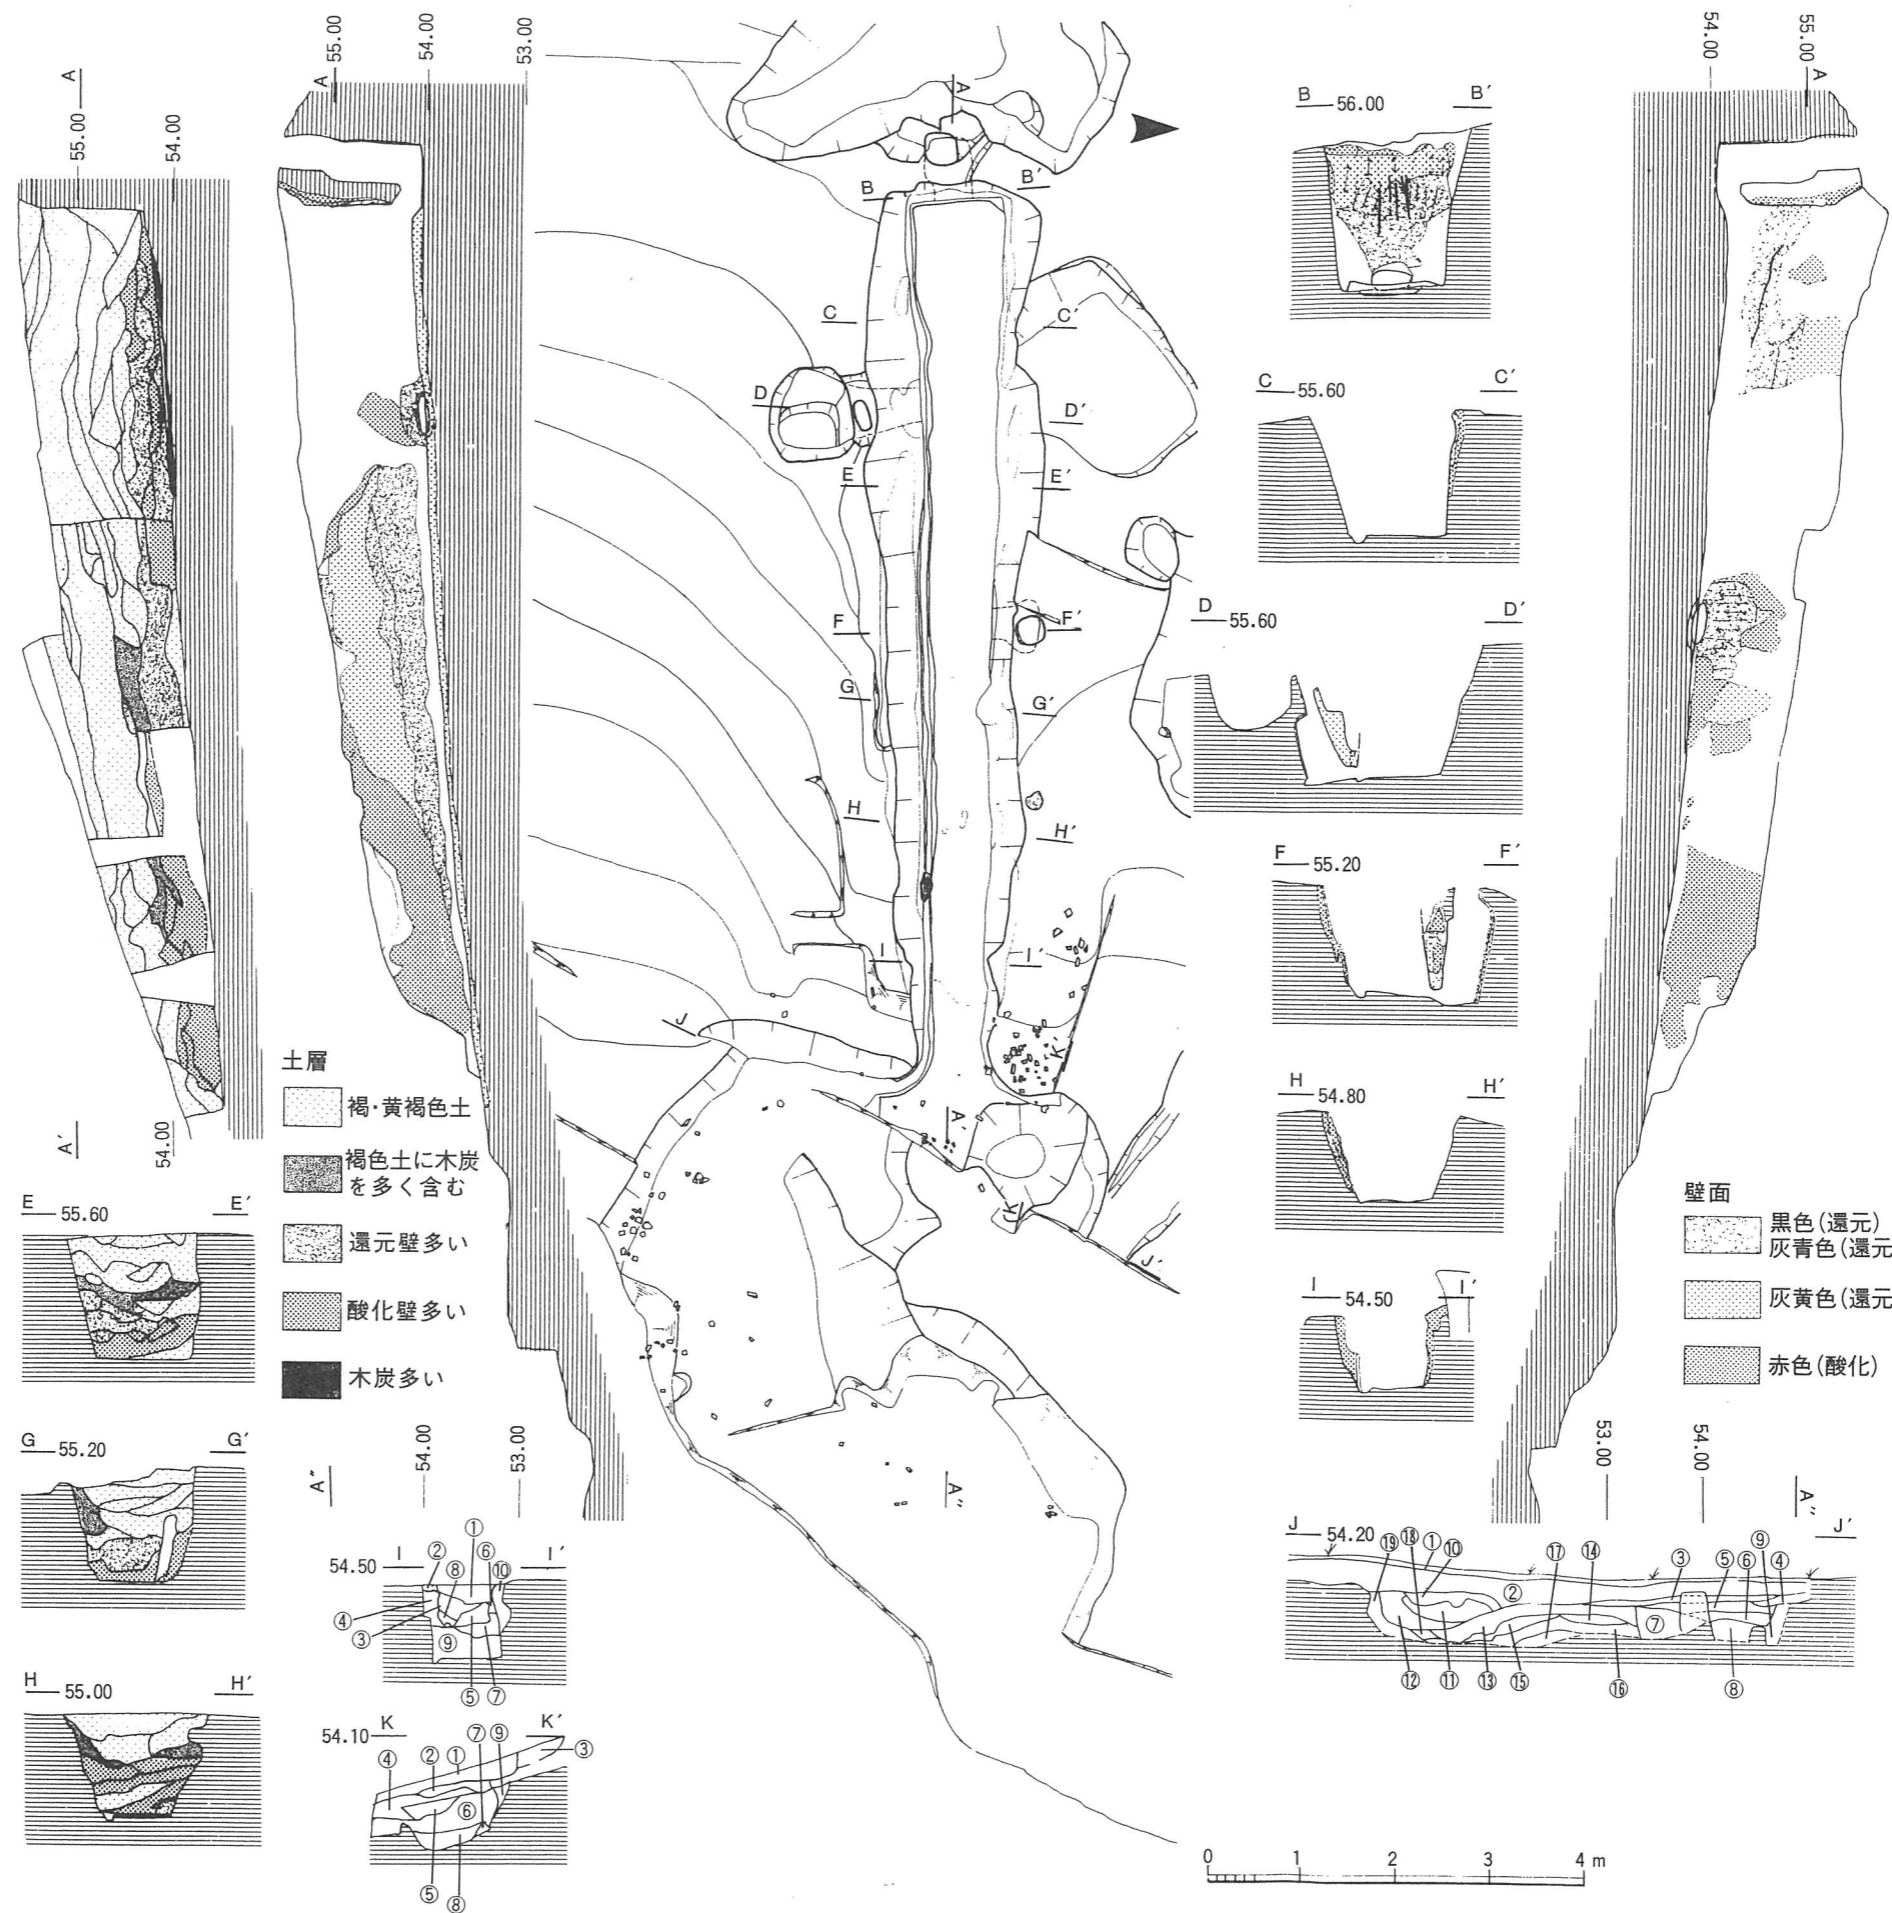 A
55.00
54.00
A
55.00
54.00
53.00
A
B
B′
C
C′
D
D′
E
E′
F
F′
G
G′
H
H′
I
I′
J
K′
A′
K
J′
A″
54.00
55.00
A
B 56.00 B′
C 55.60 C′
D 55.60 D′
F 55.20 F′
H 54.80 H′
I 54.50 I′
A′
54.00
土層
褐・黄褐色土
褐色土に木炭
を多く含む
還元壁多い
酸化壁多い
木炭多い
壁面
黒色(還元)
灰青色(還元
灰黄色(還元
赤色(酸化)
E 55.60 E′
G 55.20 G′
H 55.00 H′
A″
54.00
53.00
54.50 I I′
② ① ⑥
⑧ ⑩
④
③ ⑨
⑤ ⑦
54.10 K K′
④ ② ① ⑦ ⑨ ③
⑥
⑤ ⑧
53.00
54.00
A″
J 54.20 J′
⑲ ⑱ ① ⑩ ⑰ ⑭ ③ ⑤ ⑥ ⑨ ④
② ⑦
⑫ ⑪ ⑬ ⑮ ⑯ ⑧
0 1 2 3 4 m